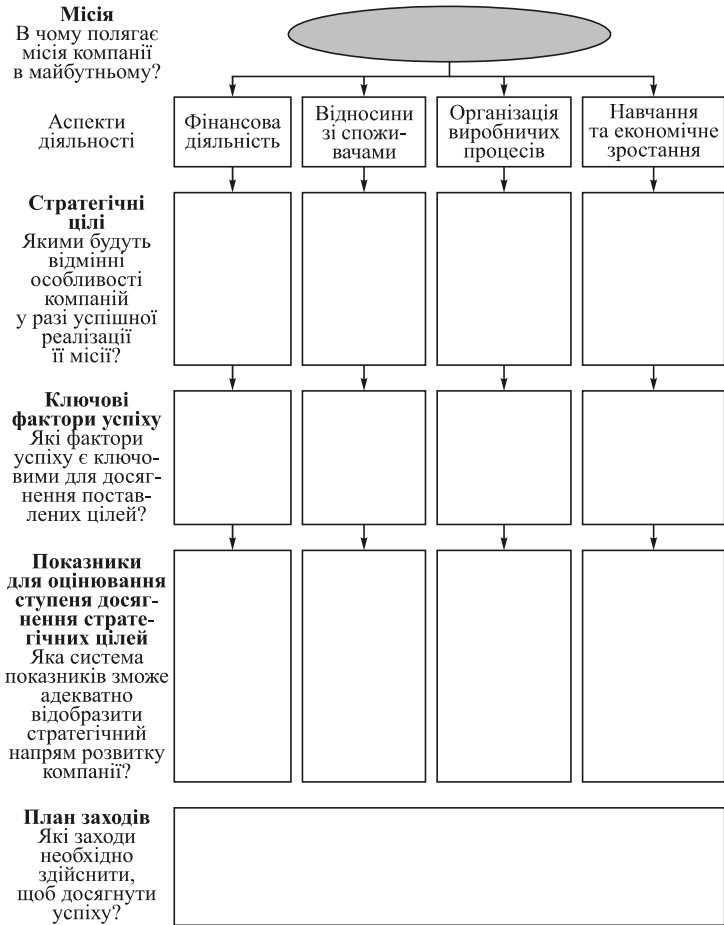 Місія
В чому полягає
місія компанії
в майбутньому?
Аспекти
діяльності
Фінансова
діяльність
Відносини
зі спожи-
вачами
Організація
виробничих
процесів
Навчання
та економічне
зростання
Стратегічні
цілі
Якими будуть
відмінні
особливості
компаній
у разі успішної
реалізації
її місії?
Ключові
фактори успіху
Які фактори
успіху є ключо-
вими для досяг-
нення постав-
лених цілей?
Показники
для оцінювання
ступеня досяг-
нення страте-
гічних цілей
Яка система
показників зможе
адекватно
відобразити
стратегічний
напрям розвитку
компанії?
План заходів
Які заходи
необхідно
здійснити,
щоб досягнути
успіху?